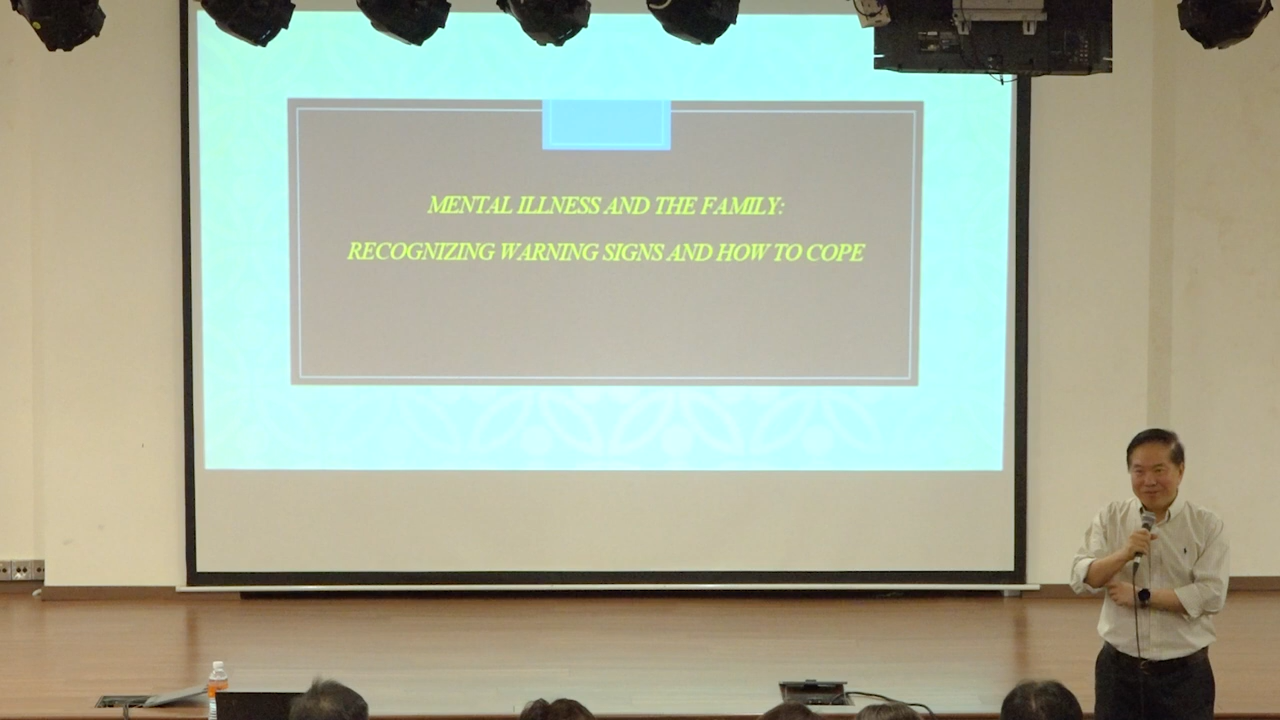 MENTAL ILLNESS AND THE FAMILY:
RECOGNIZING WARNING SIGNS AND HOW TO COPE